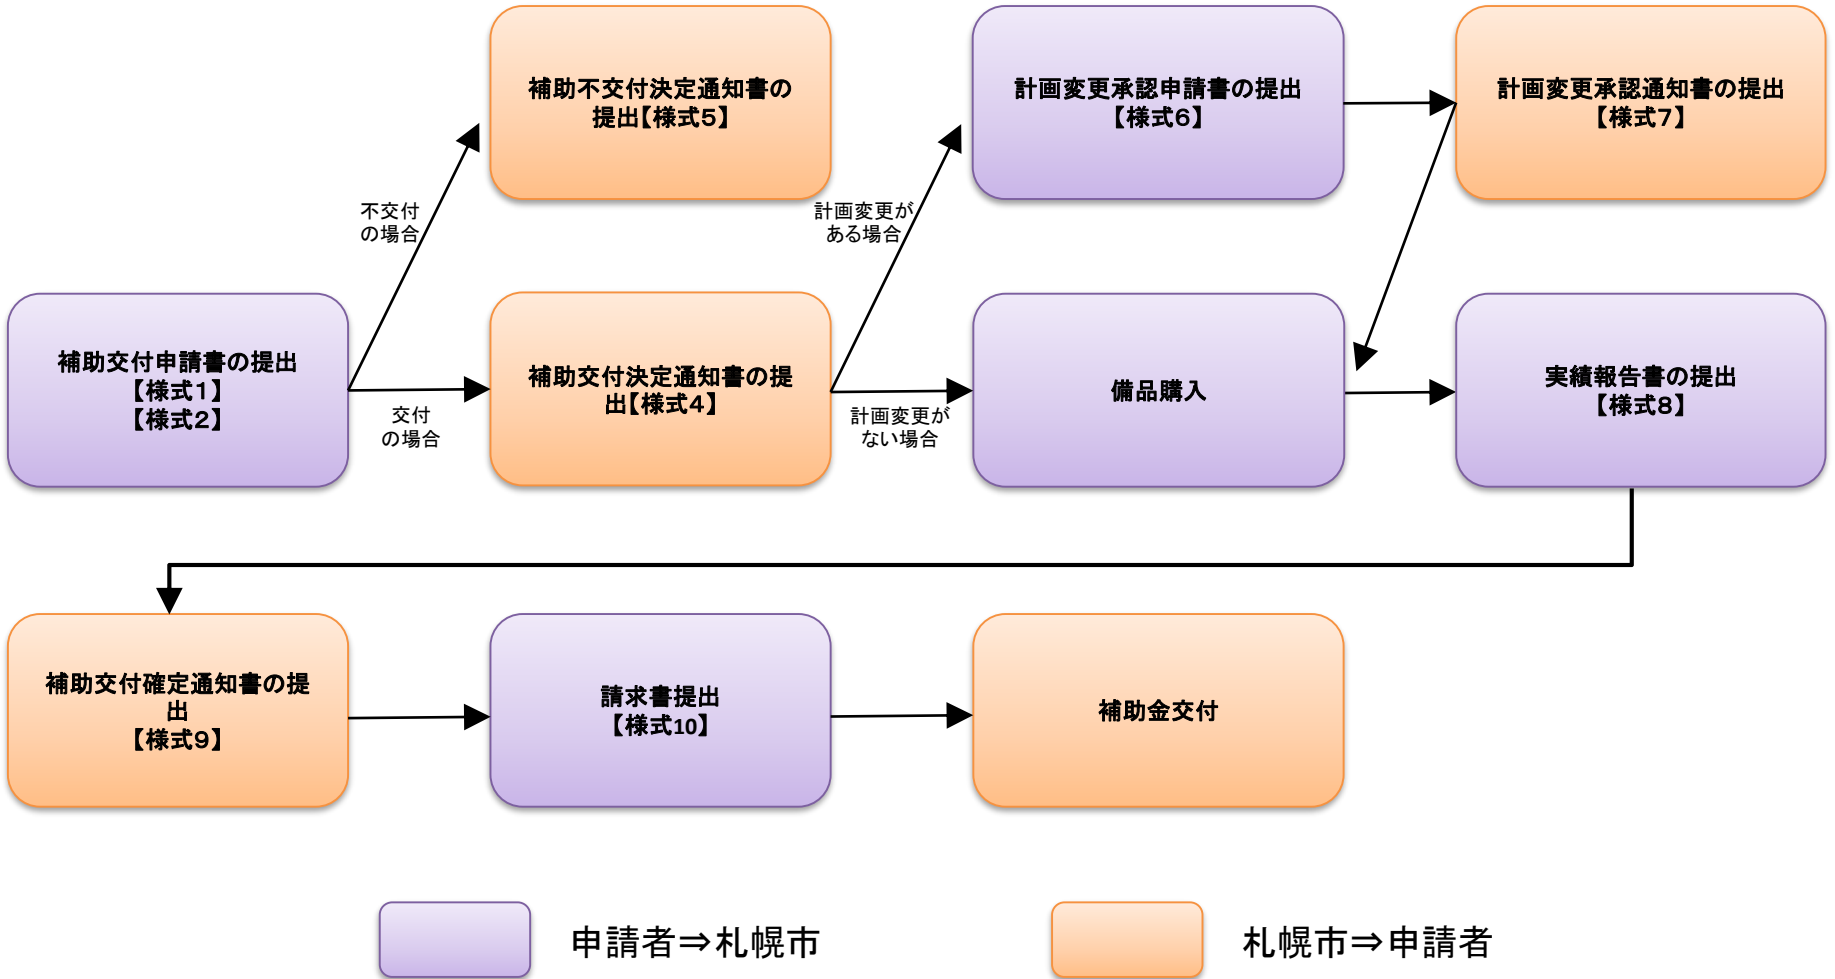 補助不交付決定通知書の
提出【様式5】
計画変更承認申請書の提出
【様式6】
計画変更承認通知書の提出
【様式7】
不交付
の場合
計画変更が
ある場合
補助交付申請書の提出
【様式1】
【様式2】
交付
の場合
補助交付決定通知書の提
出【様式4】
計画変更が
ない場合
備品購入
実績報告書の提出
【様式8】
補助交付確定通知書の提
出
【様式9】
請求書提出
【様式10】
補助金交付
申請者⇒札幌市
札幌市⇒申請者